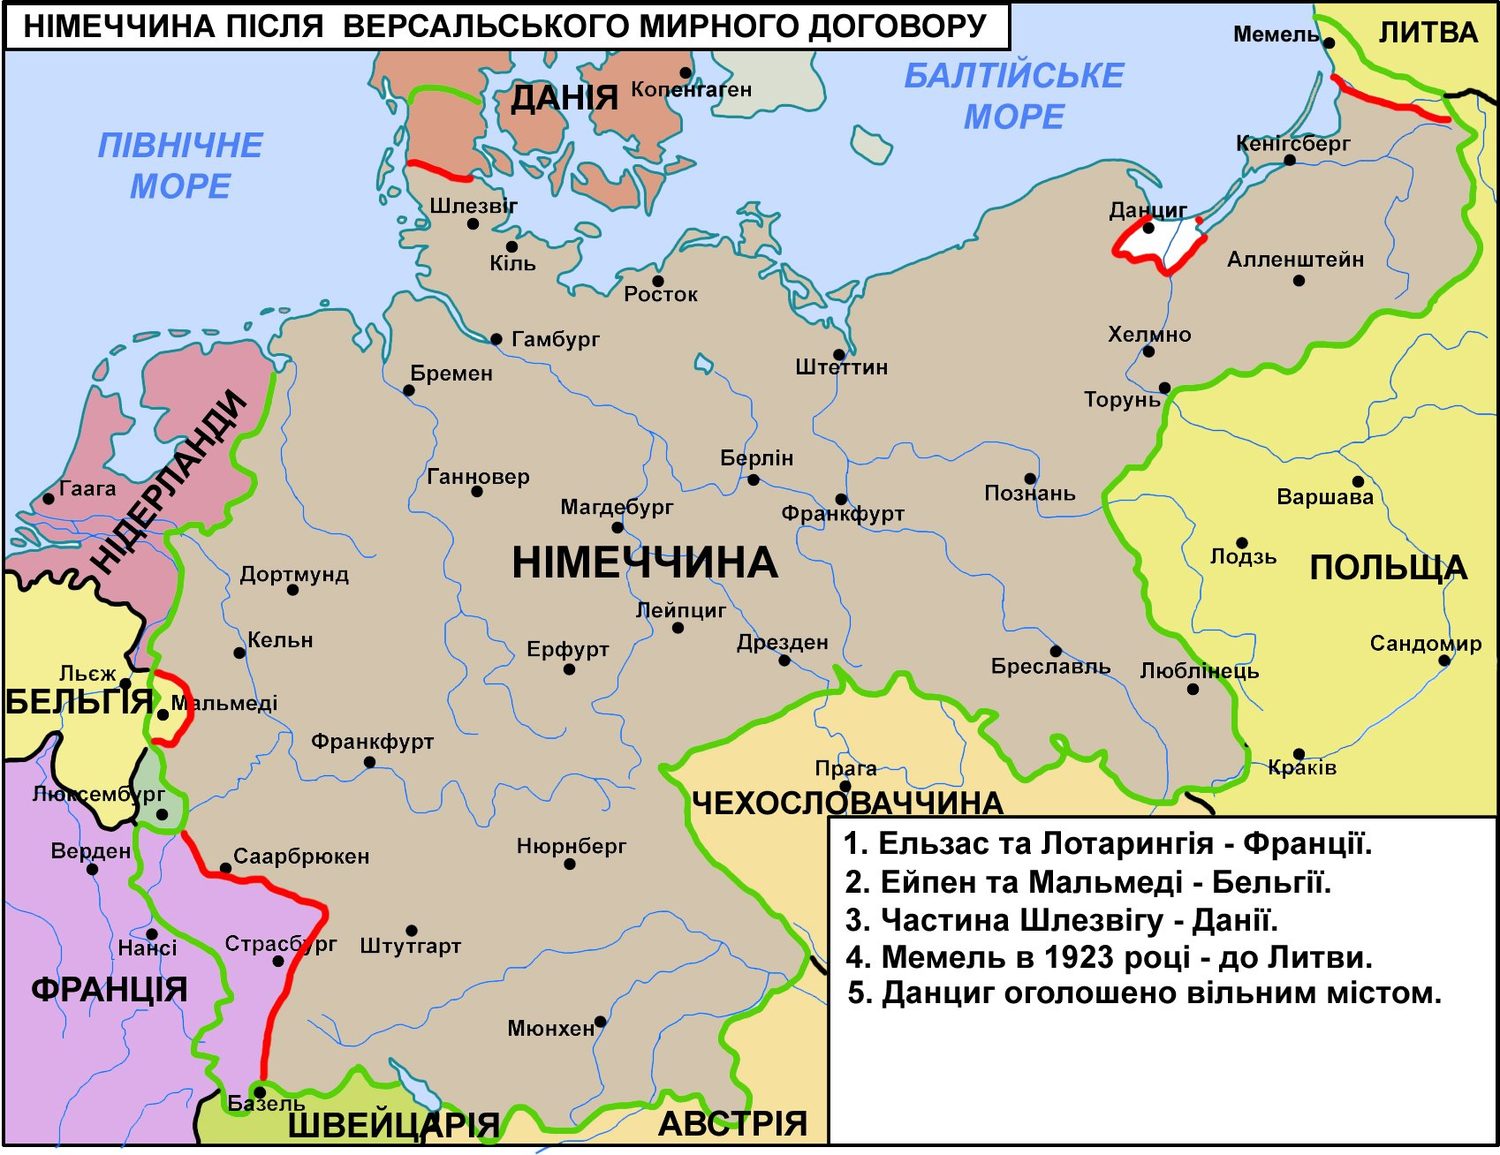 НІМЕЧЧИНА ПІСЛЯ ВЕРСАЛЬСЬКОГО МИРНОГО ДОГОВОРУ
Мемель
ЛИТВА
БАЛТІЙСЬКЕ
МОРЕ
ДАНІЯ
Копенгаген
ПІВНІЧНЕ
МОРЕ
Кенігсберг
Шлезвіг
Данциг
Кіль
Алленштейн
Росток
Гамбург
Хелмно
Штеттин
Бремен
Торунь
НІДЕРЛАНДИ
Гаага
Ганновер
Берлін
Магдебург
Франкфурт
Познань
Варшава
НІМЕЧЧИНА
Лодзь
ПОЛЬЩА
Дортмунд
Лейпциг
Кельн
Ерфурт
Дрезден
Бреславль
Люблінець
Сандомир
Льєж
БЕЛЬГІЯ
Мальмеді
Франкфурт
Прага
Краків
ЧЕХОСЛОВАЧЧИНА
Люксембург
Верден
Саарбрюкен
Нюрнберг
Нансі
Страсбург
Штутгарт
ФРАНЦІЯ
Мюнхен
Базель
ШВЕЙЦАРІЯ
АВСТРІЯ
1. Ельзас та Лотарингія - Франції.
2. Ейпен та Мальмеді - Бельгії.
3. Частина Шлезвігу - Данії.
4. Мемель в 1923 році - до Литви.
5. Данциг оголошено вільним містом.